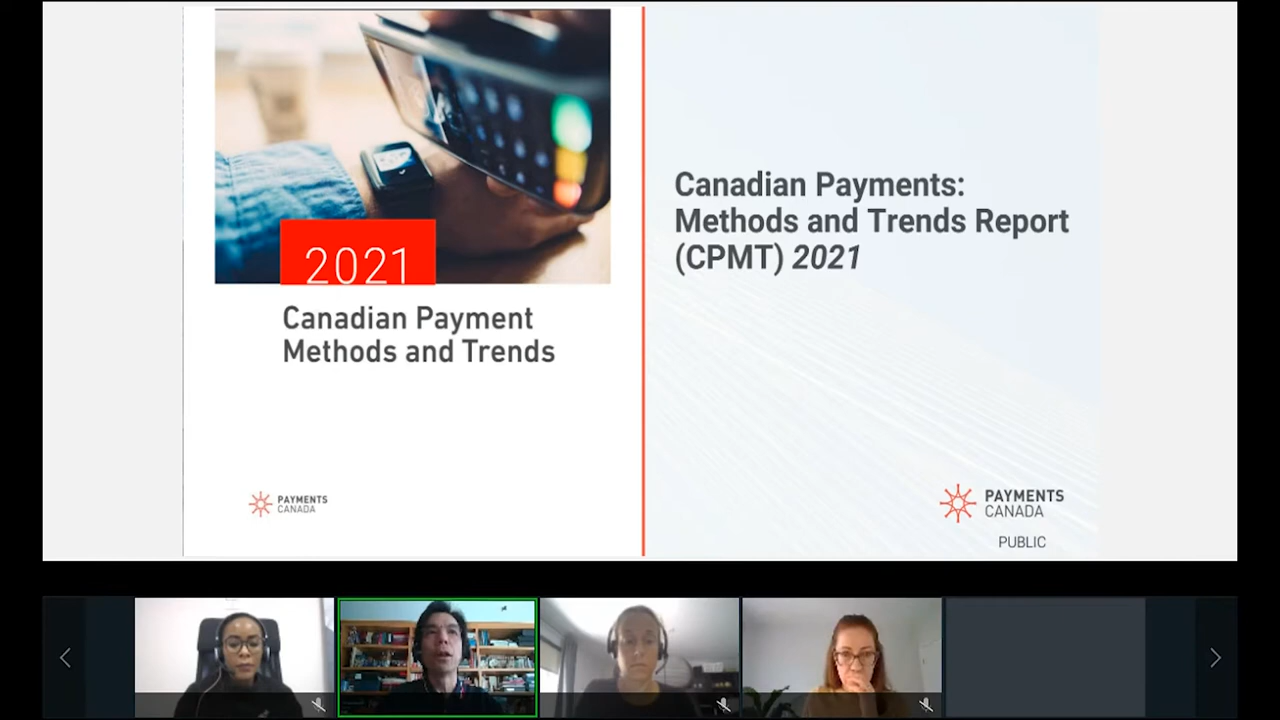 2021
Canadian Payment
Methods and Trends
PAYMENTS
CANADA
Canadian Payments:
Methods and Trends Report
(CPMT) 2021
PAYMENTS
CANADA
PUBLIC